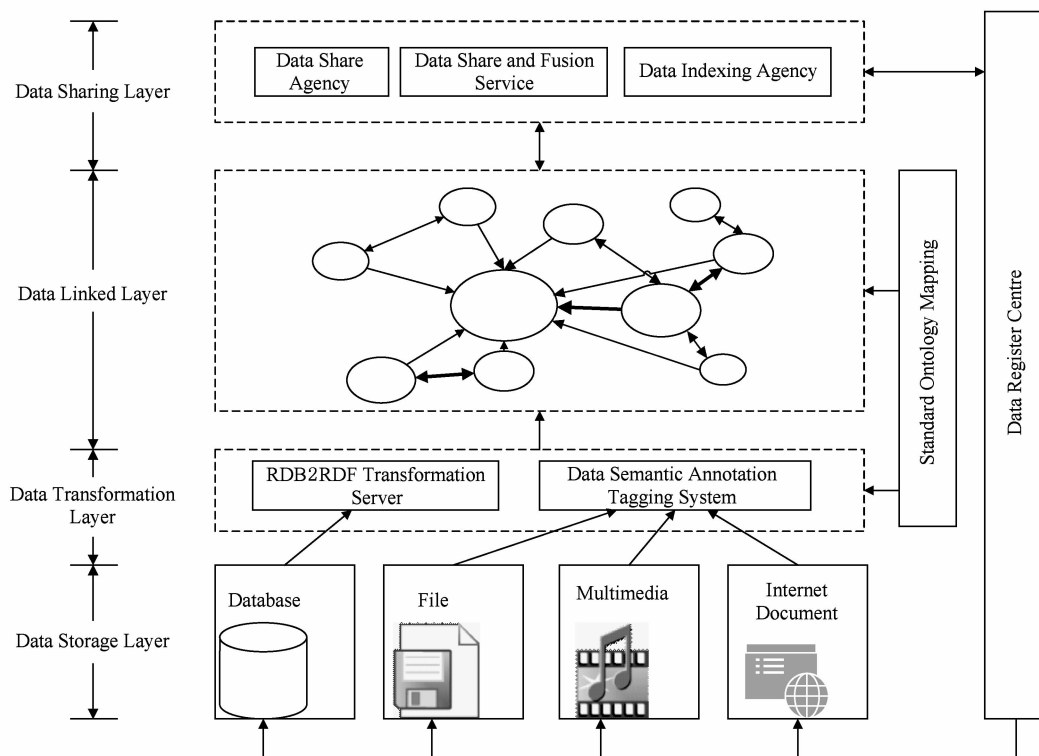 Data Sharing Layer
Data Share
Agency
Data Share and Fusion
Service
Data Indexing Agency
Data Linked Layer
Standard Ontology Mapping
Data Register Centre
Data Transformation
Layer
RDB2RDF Transformation
Server
Data Semantic Annotation
Tagging System
Data Storage Layer
Database
File
Multimedia
Internet
Document